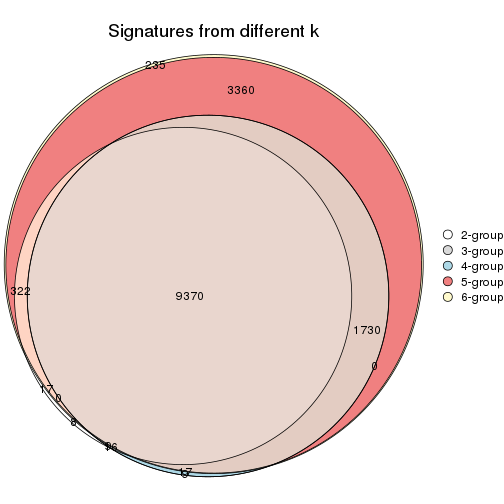 Signatures from different k
235
3360
322
9370
1730
0
17
0
8
17
2-group
3-group
4-group
5-group
6-group